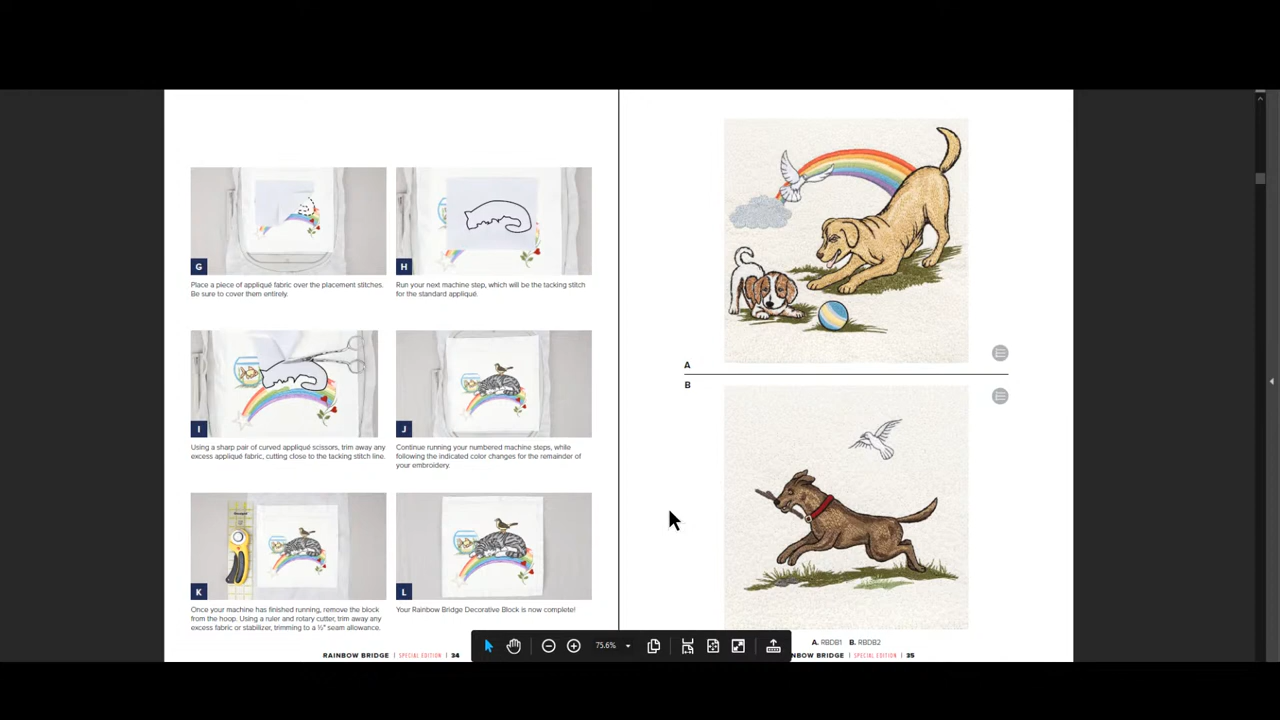 G
Place a piece of appliqué fabric over the placement stitches.
Be sure to cover them entirely.
H
Run your next machine step, which will be the tacking stitch
for the standard appliqué.
I
Using a sharp pair of curved appliqué scissors, trim away any
excess appliqué fabric, cutting close to the tacking stitch line.
J
Continue running your numbered machine steps, while
following the indicated color changes for the remainder of
your embroidery.
K
Once your machine has finished running, remove the block
from the hoop. Using a ruler and rotary cutter, trim away any
excess fabric or stabilizer, trimming to a ½" seam allowance.
L
Your Rainbow Bridge Decorative Block is now complete!
RAINBOW BRIDGE | SPECIAL EDITION | 34
A
B
A. RBDB1 B. RBDB2
NBOW BRIDGE | SPECIAL EDITION | 35
75.6%